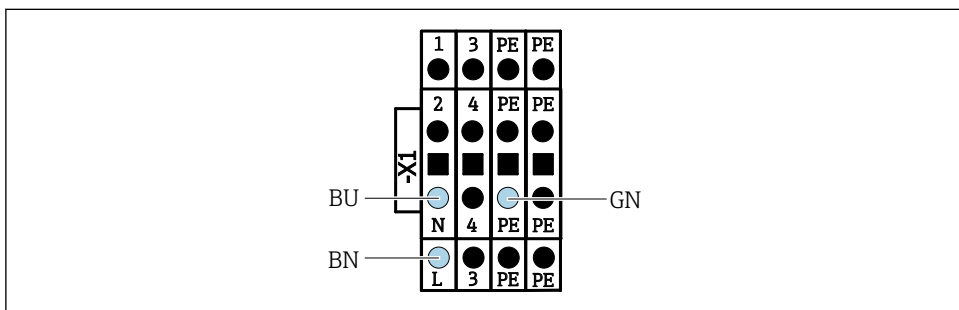 1 3 PE PE
2 4 PE PE
-X1
BU
GN
N 4 PE PE
BN
L 3 PE PE